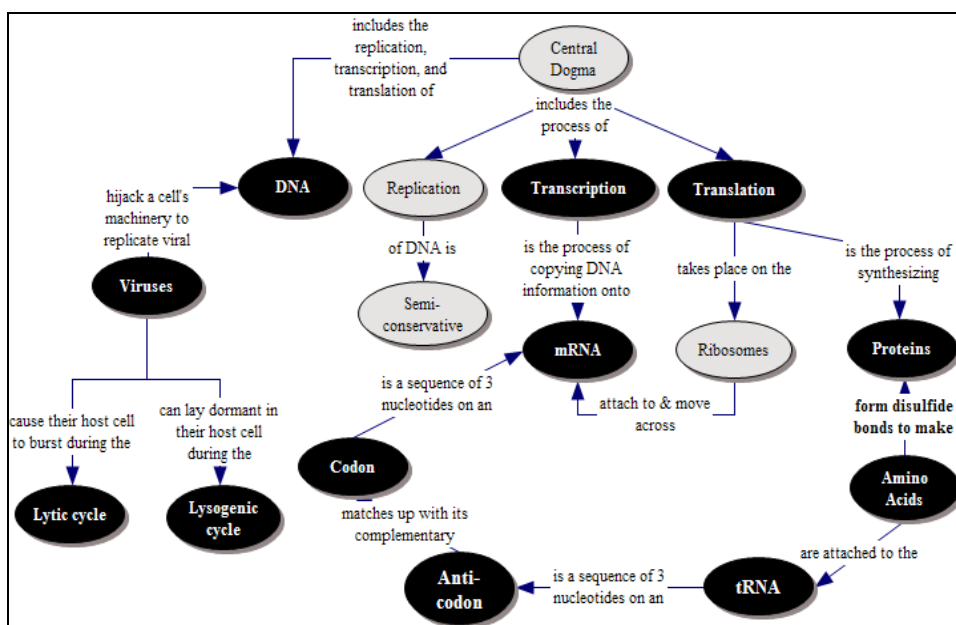 includes the
replication,
transcription, and
translation of
Central
Dogma
includes the
process of
DNA
Replication
Transcription
Translation
hijack a cell's
machinery to
replicate viral
of DNA is
is the process of
copying DNA
information onto
takes place on the
is the process of
synthesizing
Viruses
Semi-
conservative
mRNA
Ribosomes
Proteins
is a sequence of 3
nucleotides on an
attach to & move
across
form disulfide
bonds to make
cause their host cell
to burst during the
can lay dormant in
their host cell
during the
Codon
Amino
Acids
Lytic cycle
Lysogenic
cycle
matches up with its
complementary
are attached to the
Anti-
codon
is a sequence of 3
nucleotides on an
tRNA